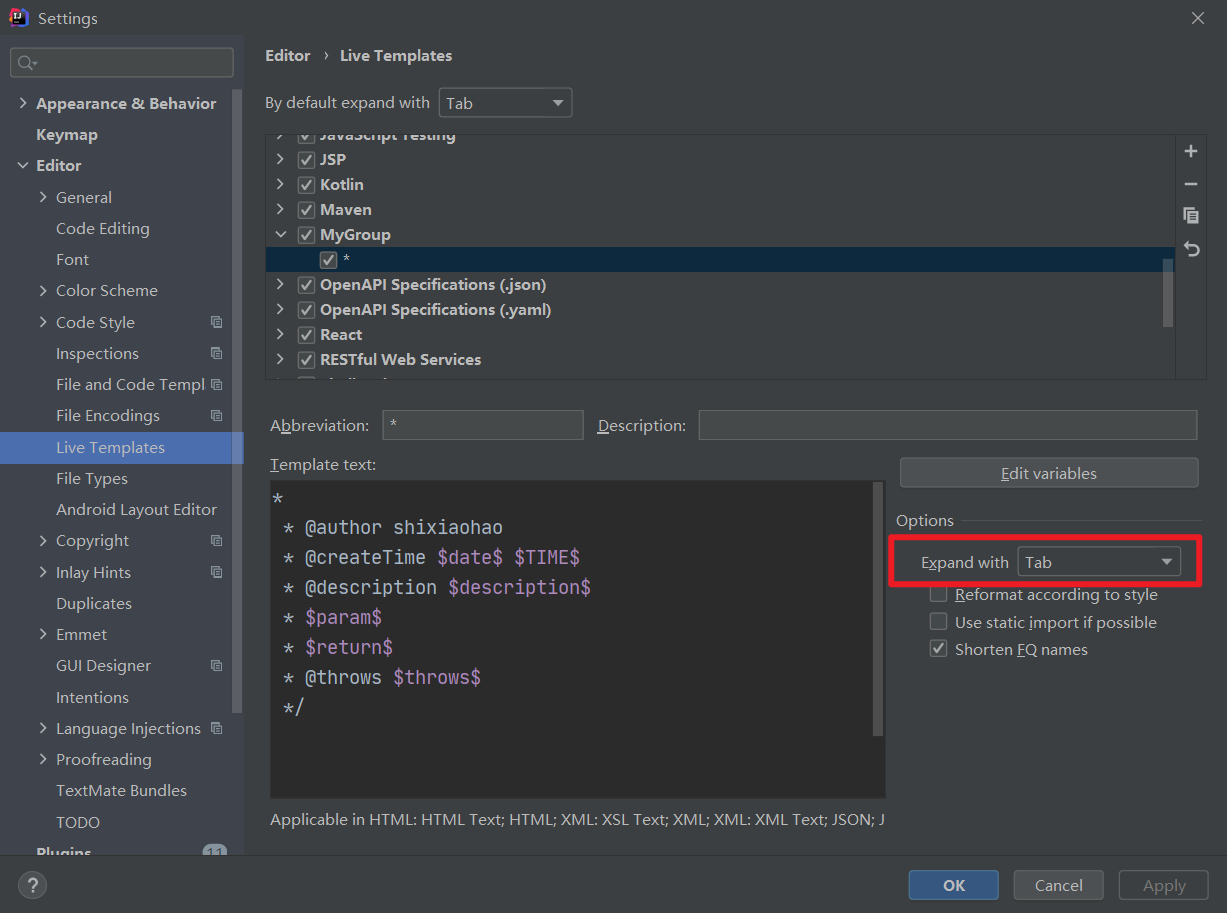 Settings
Editor › Live Templates
By default expand with Tab
Appearance & Behavior
Keymap
Editor
General
Code Editing
Font
Color Scheme
Code Style
Inspections
File and Code Templ
File Encodings
Live Templates
File Types
Android Layout Editor
Copyright
Inlay Hints
Duplicates
Emmet
GUI Designer
Intentions
Language Injections
Proofreading
TextMate Bundles
TODO
Plugins 11
JavaScript Testing
JSP
Kotlin
Maven
MyGroup
*
OpenAPI Specifications (.json)
OpenAPI Specifications (.yaml)
React
RESTful Web Services
Abbreviation: * Description:
Template text:
*
* @author shixiaohao
* @createTime $date$ $TIME$
* @description $description$
* $param$
* $return$
* @throws $throws$
*/
Edit variables
Options
Expand with Tab
Reformat according to style
Use static import if possible
Shorten FQ names
Applicable in HTML: HTML Text; HTML; XML: XSL Text; XML; XML: XML Text; JSON; J
? OK Cancel Apply